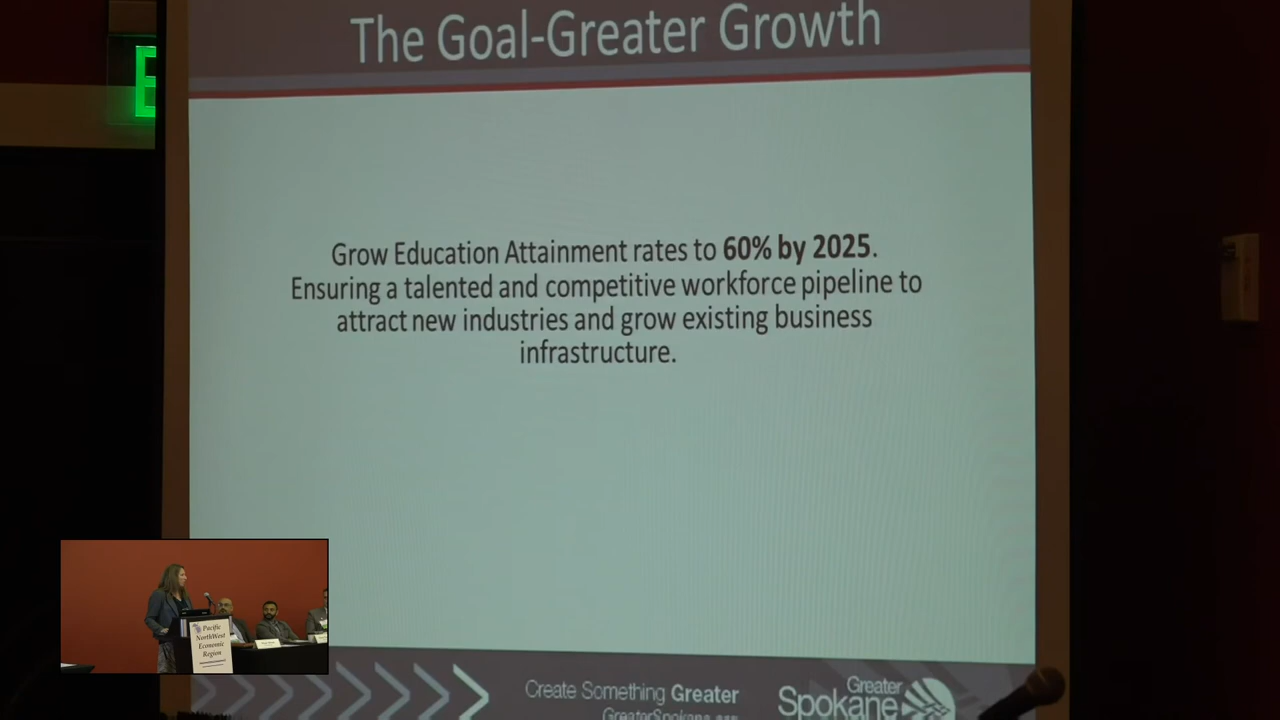 The Goal-Greater Growth
Grow Education Attainment rates to 60% by 2025.
Ensuring a talented and competitive workforce pipeline to
attract new industries and grow existing business
infrastructure.
Pacific
NorthWest
Economic
Region
Create Something Greater
Greater
Spokane